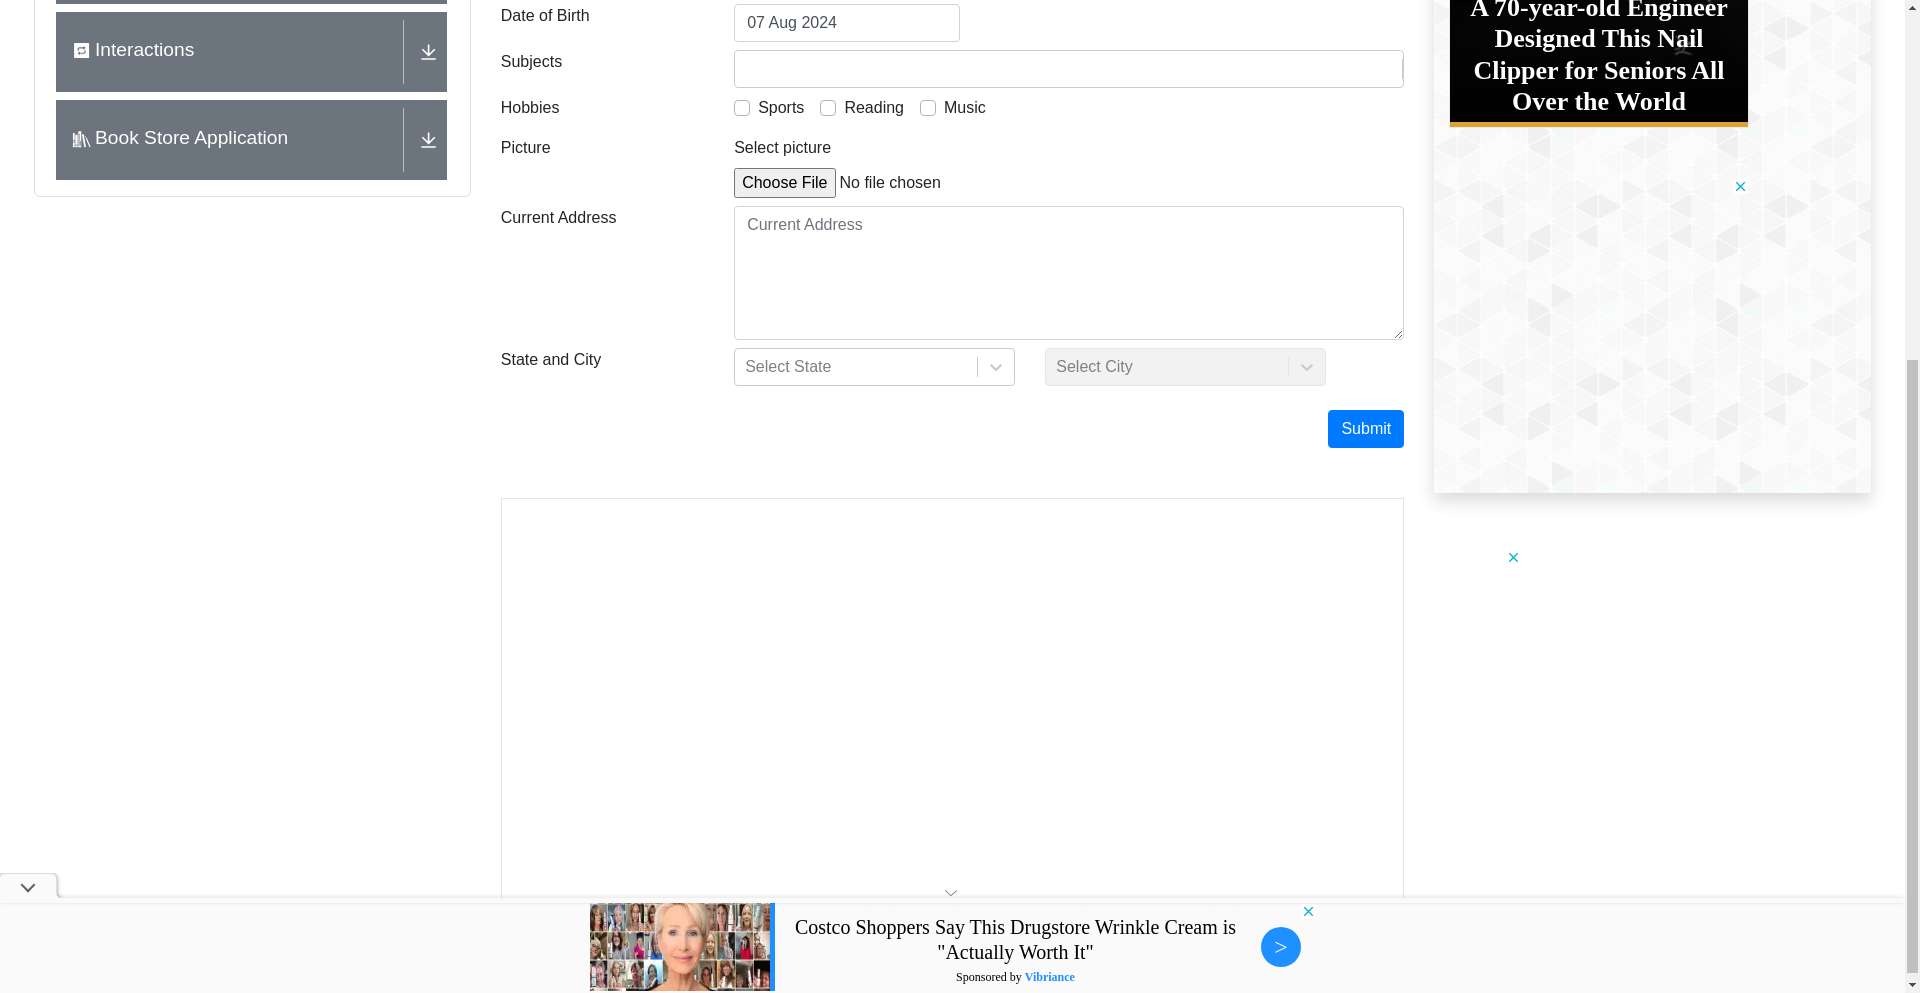 Interactions
Book Store Application
Date of Birth
07 Aug 2024
Subjects
Hobbies
Sports
Reading
Music
Picture
Select picture
Choose File No file chosen
Current Address
Current Address
State and City
Select State
Select City
Submit
A 70-year-old Engineer
Designed This Nail
Clipper for Seniors All
Over the World
Costco Shoppers Say This Drugstore Wrinkle Cream is
"Actually Worth It"
Sponsored by Vibriance
>